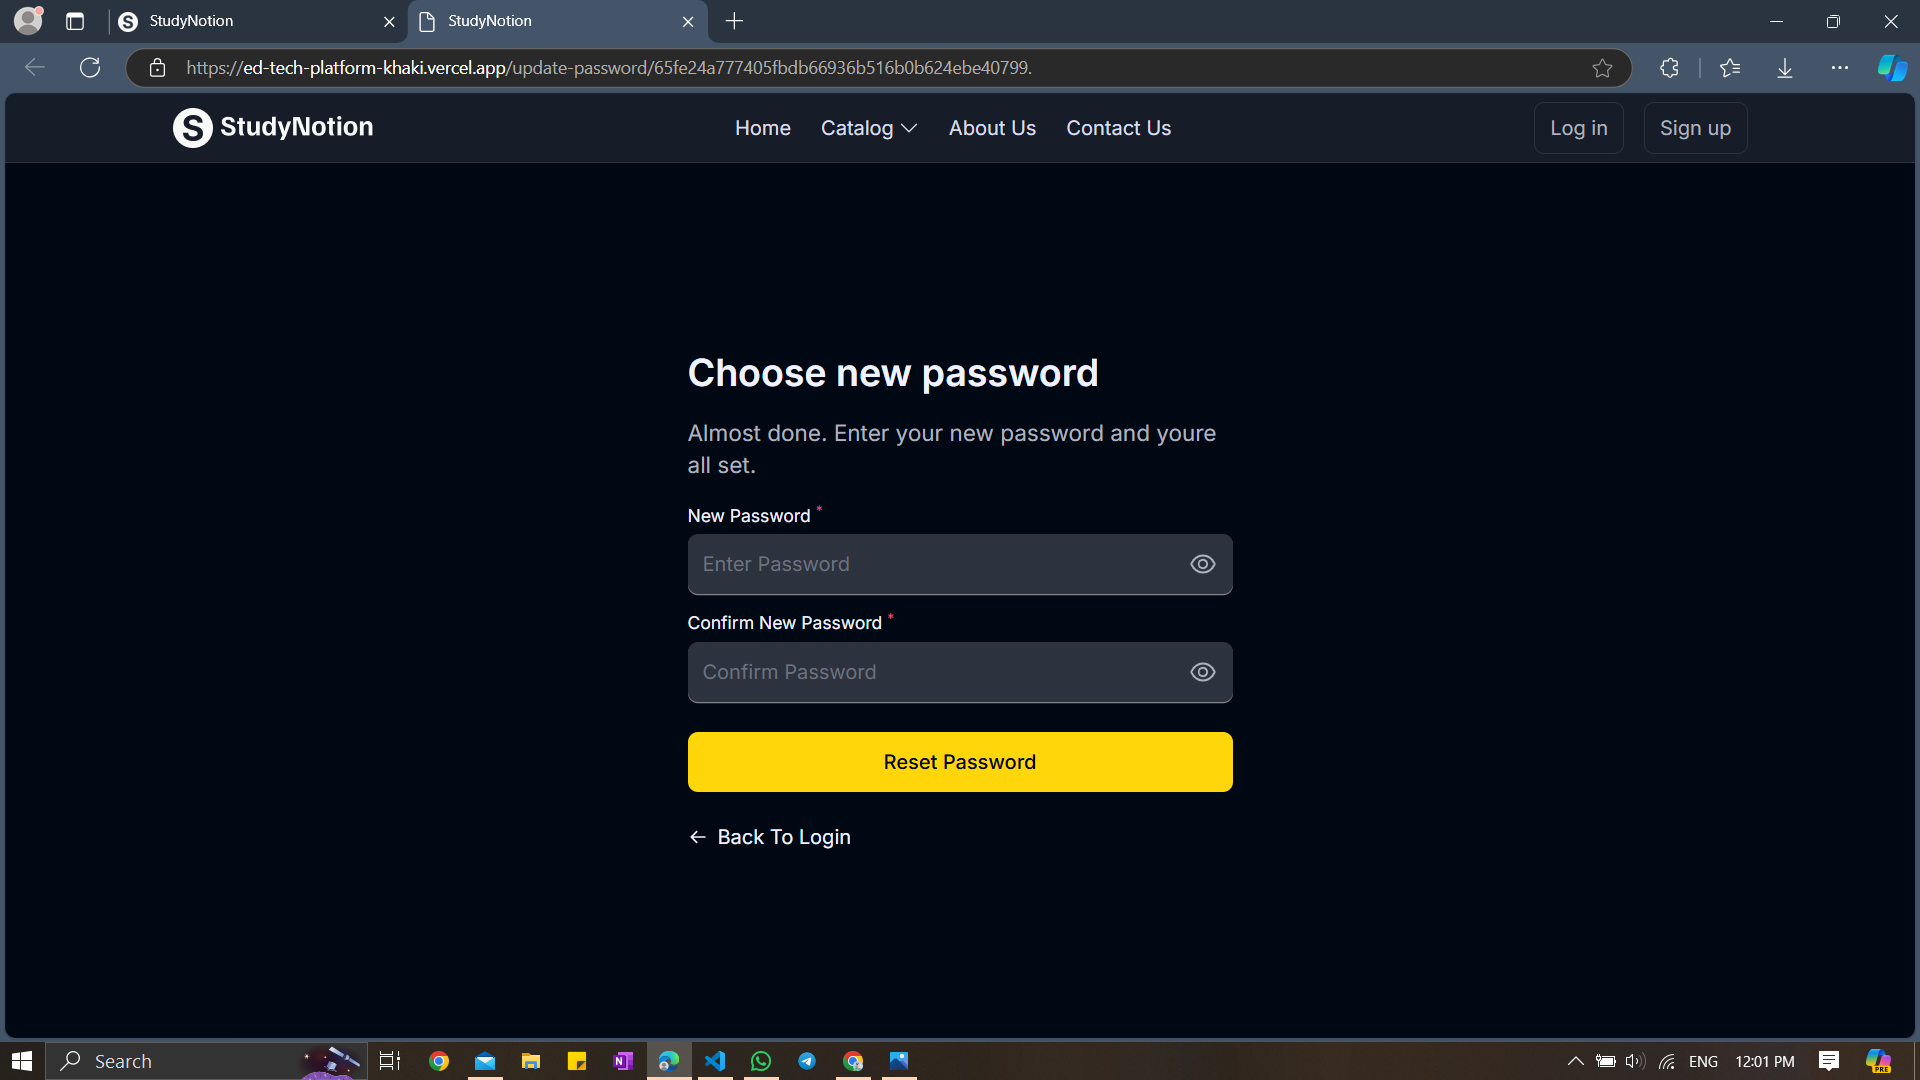 StudyNotion
StudyNotion
https://ed-tech-platform-khaki.vercel.app/update-password/65fe24a777405fbdb66936b516b0b624ebe40799.
StudyNotion
Home
Catalog
About Us
Contact Us
Log in
Sign up
Choose new password
Almost done. Enter your new password and youre
all set.
New Password *
Enter Password
Confirm New Password *
Confirm Password
Reset Password
Back To Login
Search
ENG
12:01 PM
PRE